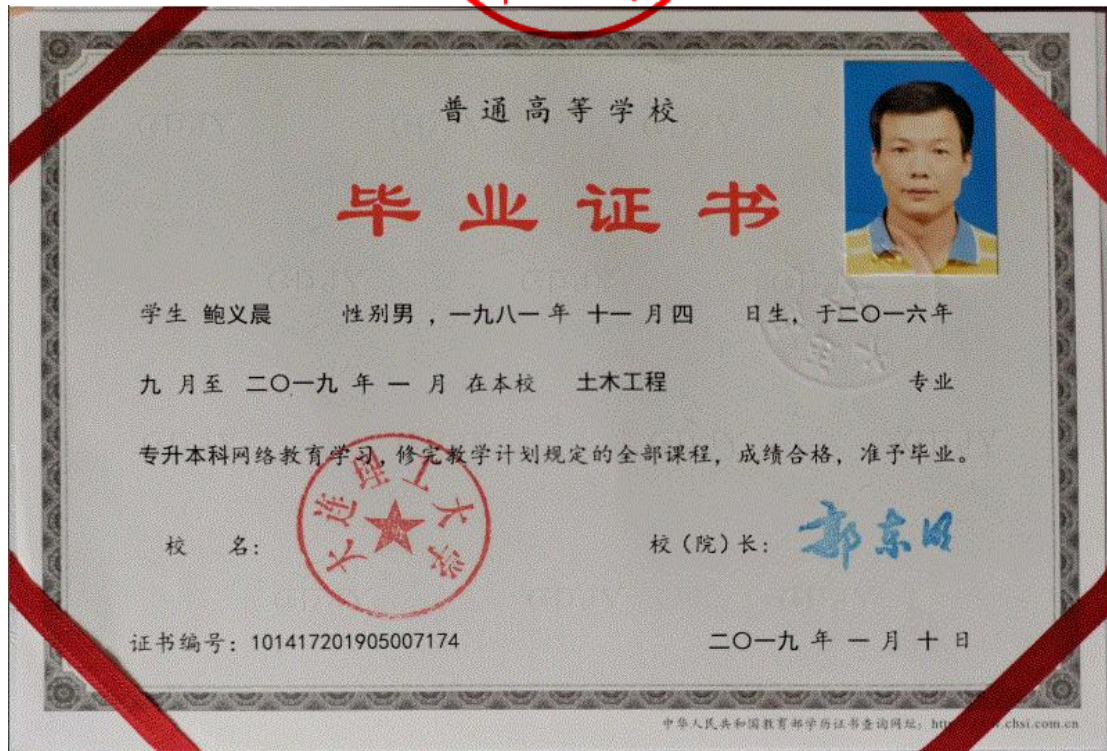 普通高等学校
毕业证书
学生 鲍义晨 性别男 ，一九八一年 十一 月四 日生，于二〇一六年
九 月至 二〇一九 年 一 月 在本校 土木工程 专业
专升本科网络教育学习，修完教学计划规定的全部课程，成绩合格，准予毕业。
大连理工大学
校 名： 校（院）长： 郭东明
证书编号：101417201905007174 二〇一九 年 一 月 十 日
中华人民共和国教育部学历证书查询网址：